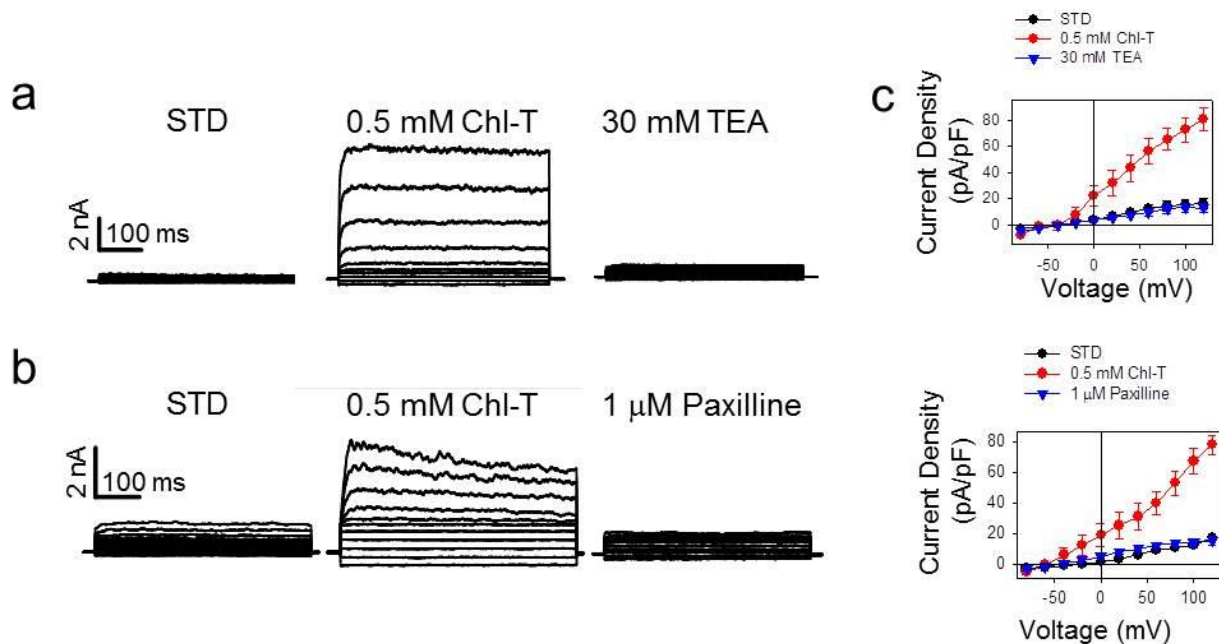 a
STD
0.5 mM Chl-T
30 mM TEA
2 nA
100 ms
b
STD
0.5 mM Chl-T
1 μM Paxilline
2 nA
100 ms
c
STD
0.5 mM Chl-T
30 mM TEA
Current Density
(pA/pF)
80
60
40
20
0
-50 0 50 100
Voltage (mV)
STD
0.5 mM Chl-T
1 μM Paxilline
Current Density
(pA/pF)
80
60
40
20
0
-50 0 50 100
Voltage (mV)